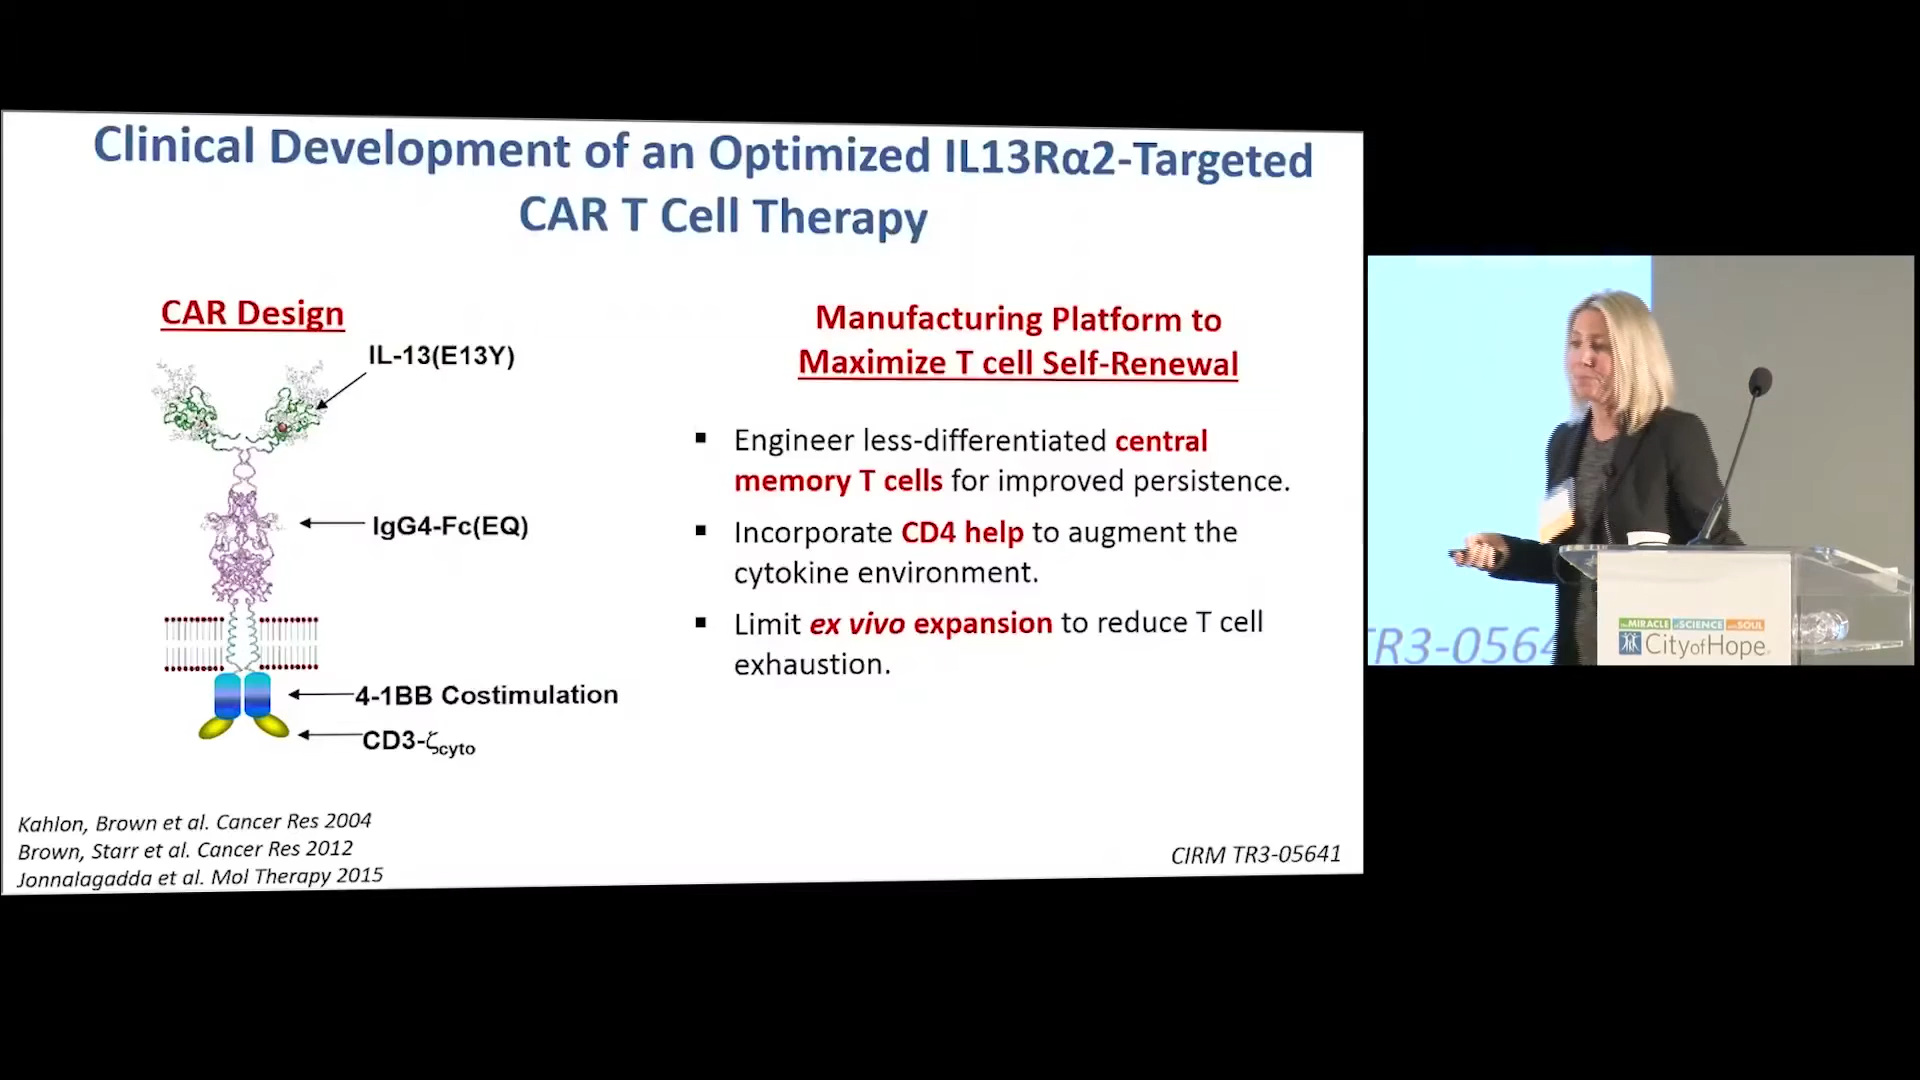 Clinical Development of an Optimized IL13Rα2-Targeted
CAR T Cell Therapy
CAR Design
IL-13(E13Y)
IgG4-Fc(EQ)
4-1BB Costimulation
CD3-ζcyto
Manufacturing Platform to
Maximize T cell Self-Renewal
▪ Engineer less-differentiated central
memory T cells for improved persistence.
▪ Incorporate CD4 help to augment the
cytokine environment.
▪ Limit ex vivo expansion to reduce T cell
exhaustion.
Kahlon, Brown et al. Cancer Res 2004
Brown, Starr et al. Cancer Res 2012
Jonnalagadda et al. Mol Therapy 2015
CIRM TR3-05641
TR3-0564
The MIRACLE of SCIENCE with SOUL
CityofHope